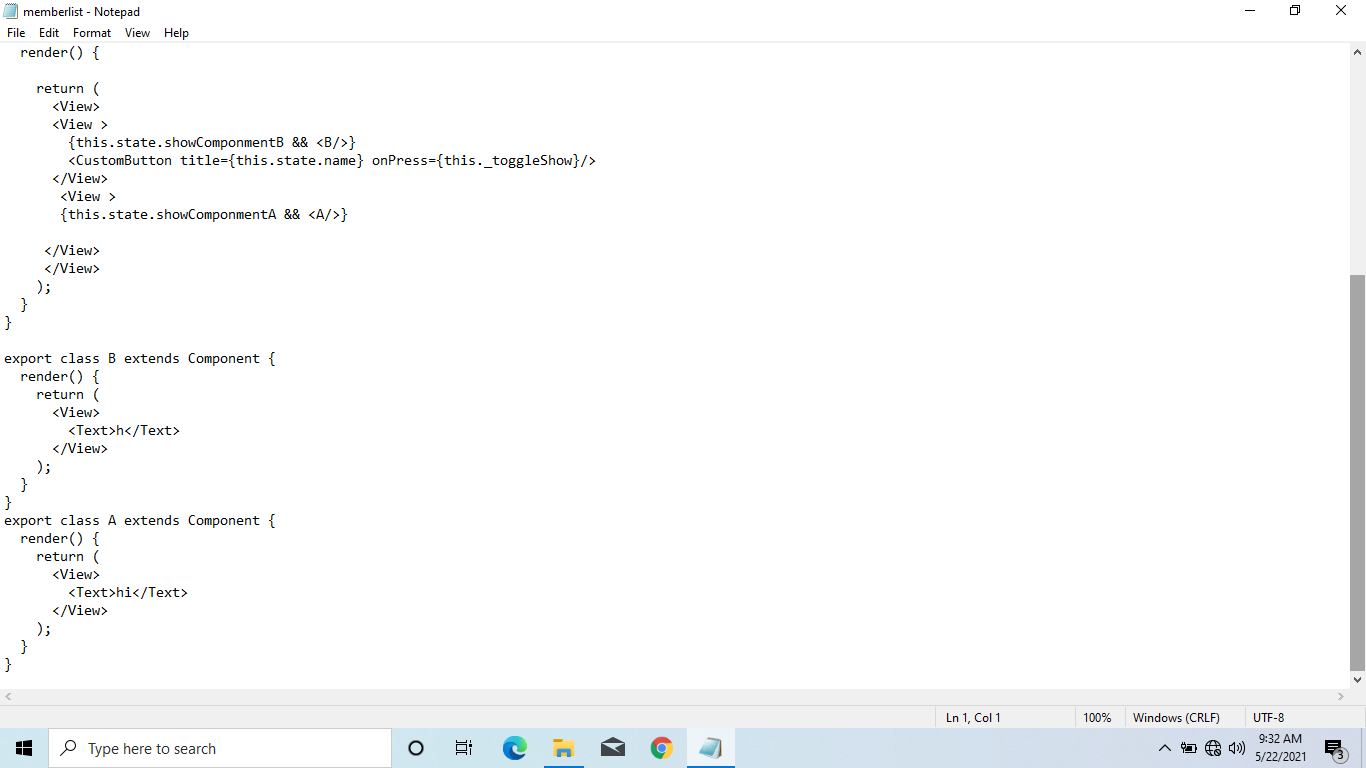 memberlist - Notepad
File Edit Format View Help
render() {
return (
<View>
<View >
{this.state.showComponmentB && <B/>}
<CustomButton title={this.state.name} onPress={this._toggleShow}/>
</View>
<View >
{this.state.showComponmentA && <A/>}
</View>
</View>
);
}
}
export class B extends Component {
render() {
return (
<View>
<Text>h</Text>
</View>
);
}
}
export class A extends Component {
render() {
return (
<View>
<Text>hi</Text>
</View>
);
}
}
Ln 1, Col 1 100% Windows (CRLF) UTF-8
Type here to search
9:32 AM
5/22/2021
3